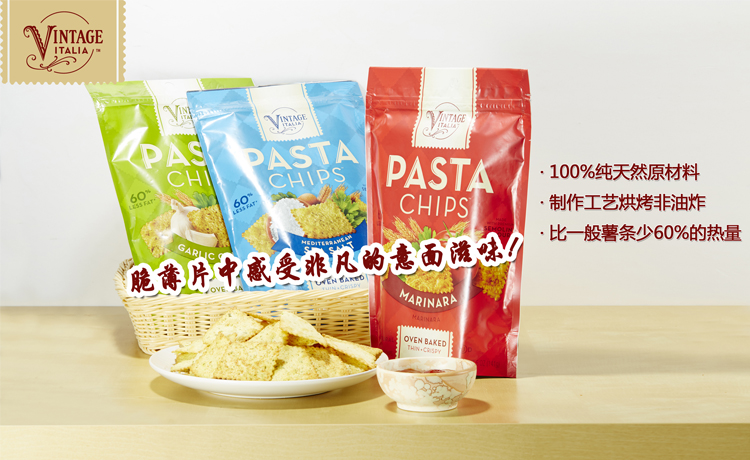 VINTAGE
ITALIA™
VINTAGE
ITALIA
PASTA
CHIPS
60%
LESS FAT*
GARLIC
VINTAGE
ITALIA
PASTA
CHIPS
60%
LESS FAT*
MEDITERRANEAN
SEA SALT
OVEN BAKED
THIN & CRISPY
VINTAGE
ITALIA
PASTA
CHIPS
MARINARA
MARINARA
OVEN BAKED
THIN & CRISPY
脆薄片中感受非凡的意面滋味!
·100%纯天然原材料
·制作工艺烘烤非油炸
·比一般薯条少60%的热量